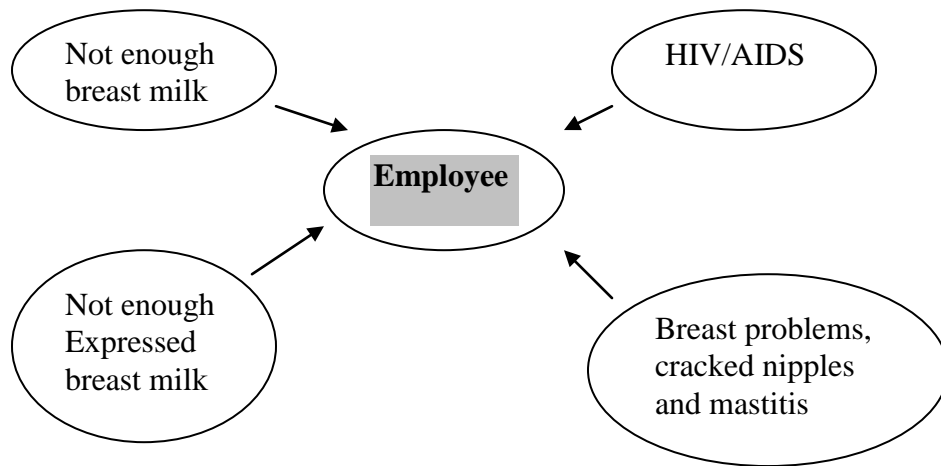 Not enough
breast milk
HIV/AIDS
Employee
Not enough
Expressed
breast milk
Breast problems,
cracked nipples
and mastitis